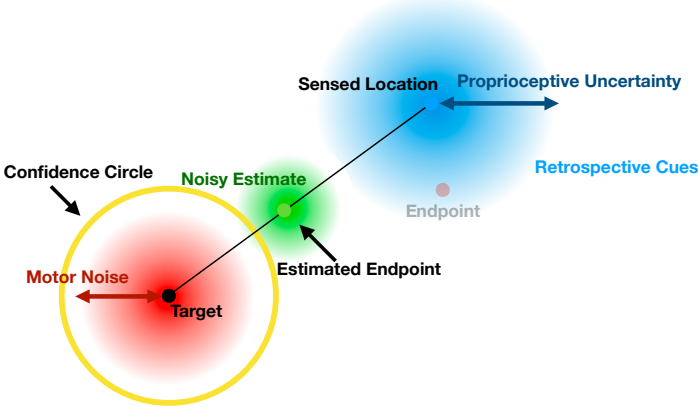 Sensed Location
Proprioceptive Uncertainty
Confidence Circle
Noisy Estimate
Retrospective Cues
Endpoint
Estimated Endpoint
Motor Noise
Target